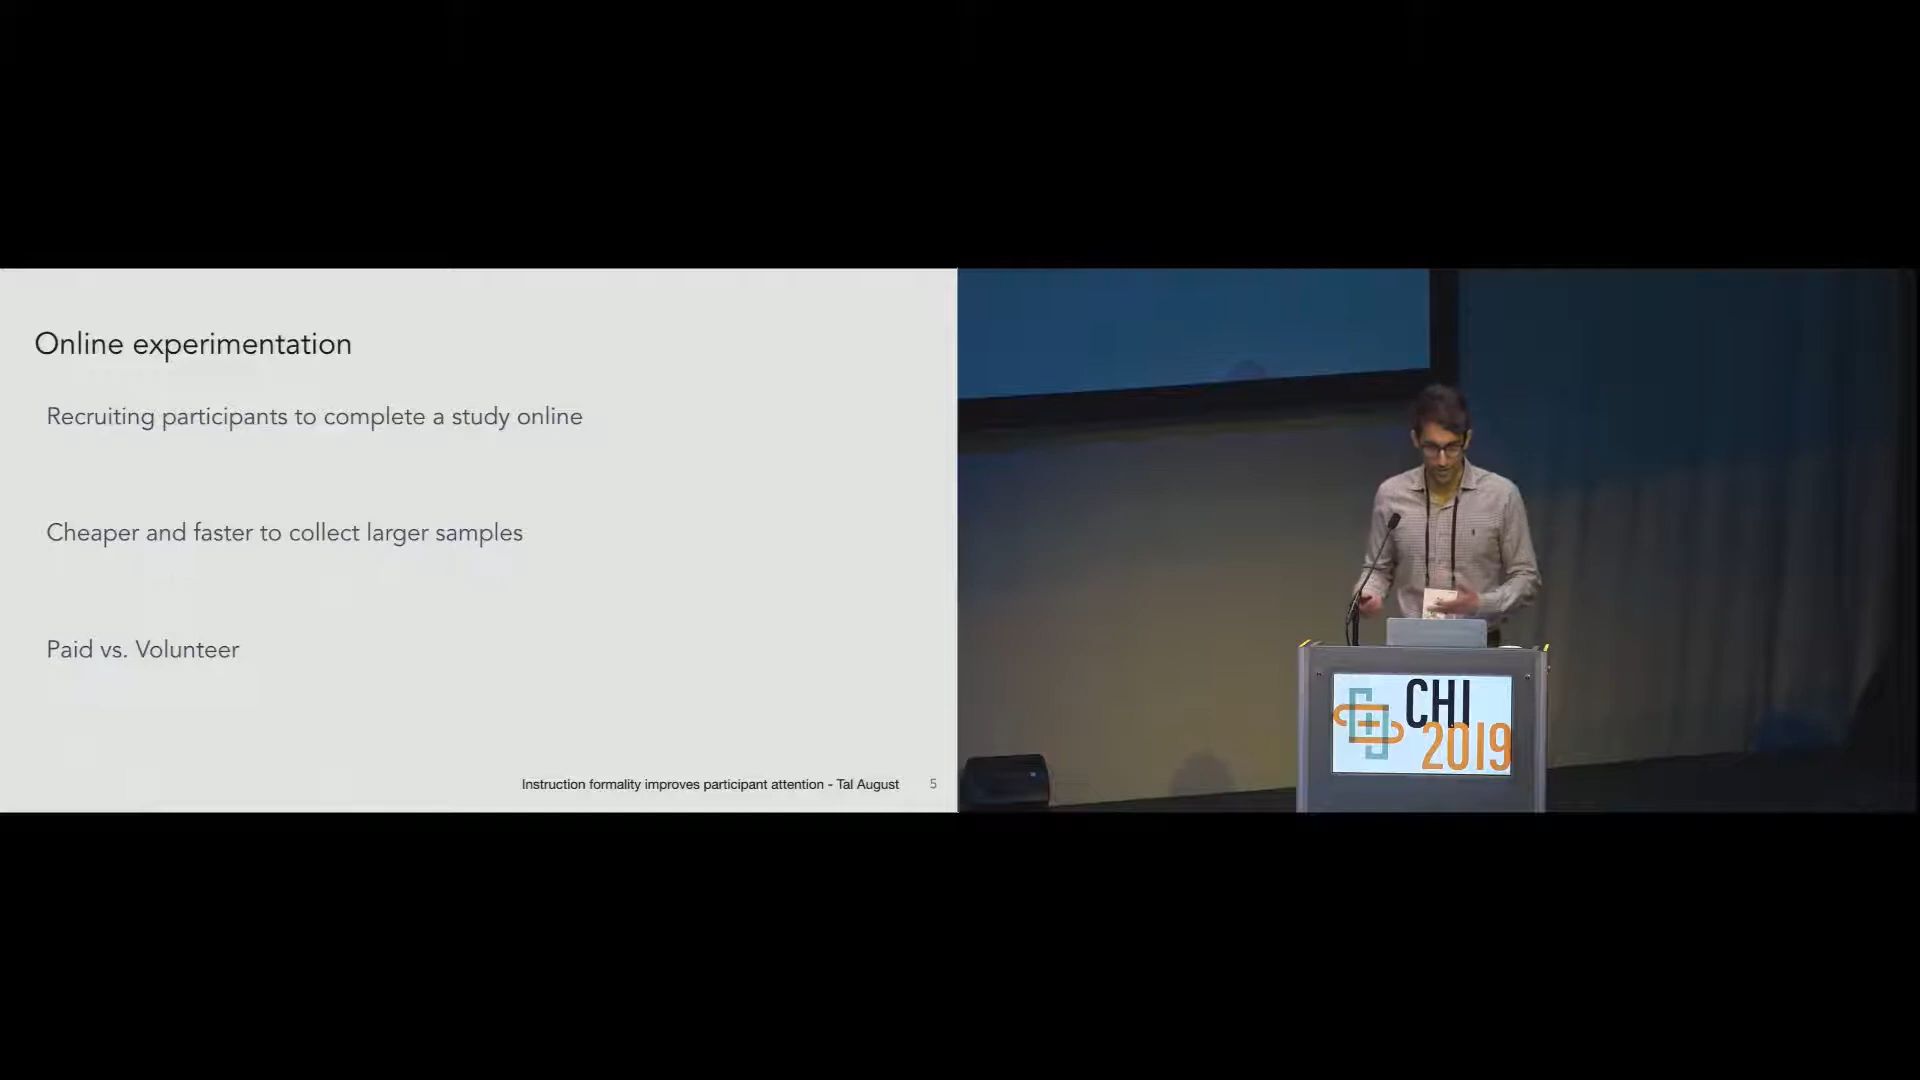 Online experimentation
Recruiting participants to complete a study online
Cheaper and faster to collect larger samples
Paid vs. Volunteer
Instruction formality improves participant attention - Tal August 5
CHI
2019